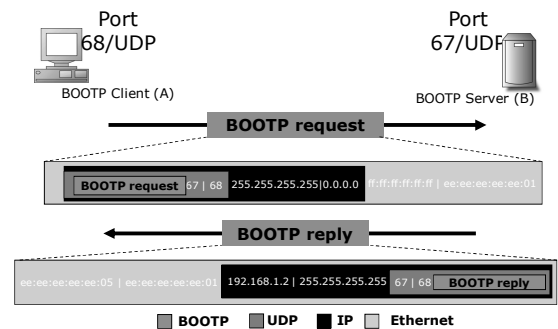 Port
68/UDP
Port
67/UDP
BOOTP Client (A)
BOOTP Server (B)
BOOTP request
BOOTP request 67 | 68 255.255.255.255|0.0.0.0 ff:ff:ff:ff:ff:ff | ee:ee:ee:ee:ee:01
BOOTP reply
ee:ee:ee:ee:ee:05 | ee:ee:ee:ee:ee:01 192.168.1.2 | 255.255.255.255 67 | 68 BOOTP reply
BOOTP UDP IP Ethernet